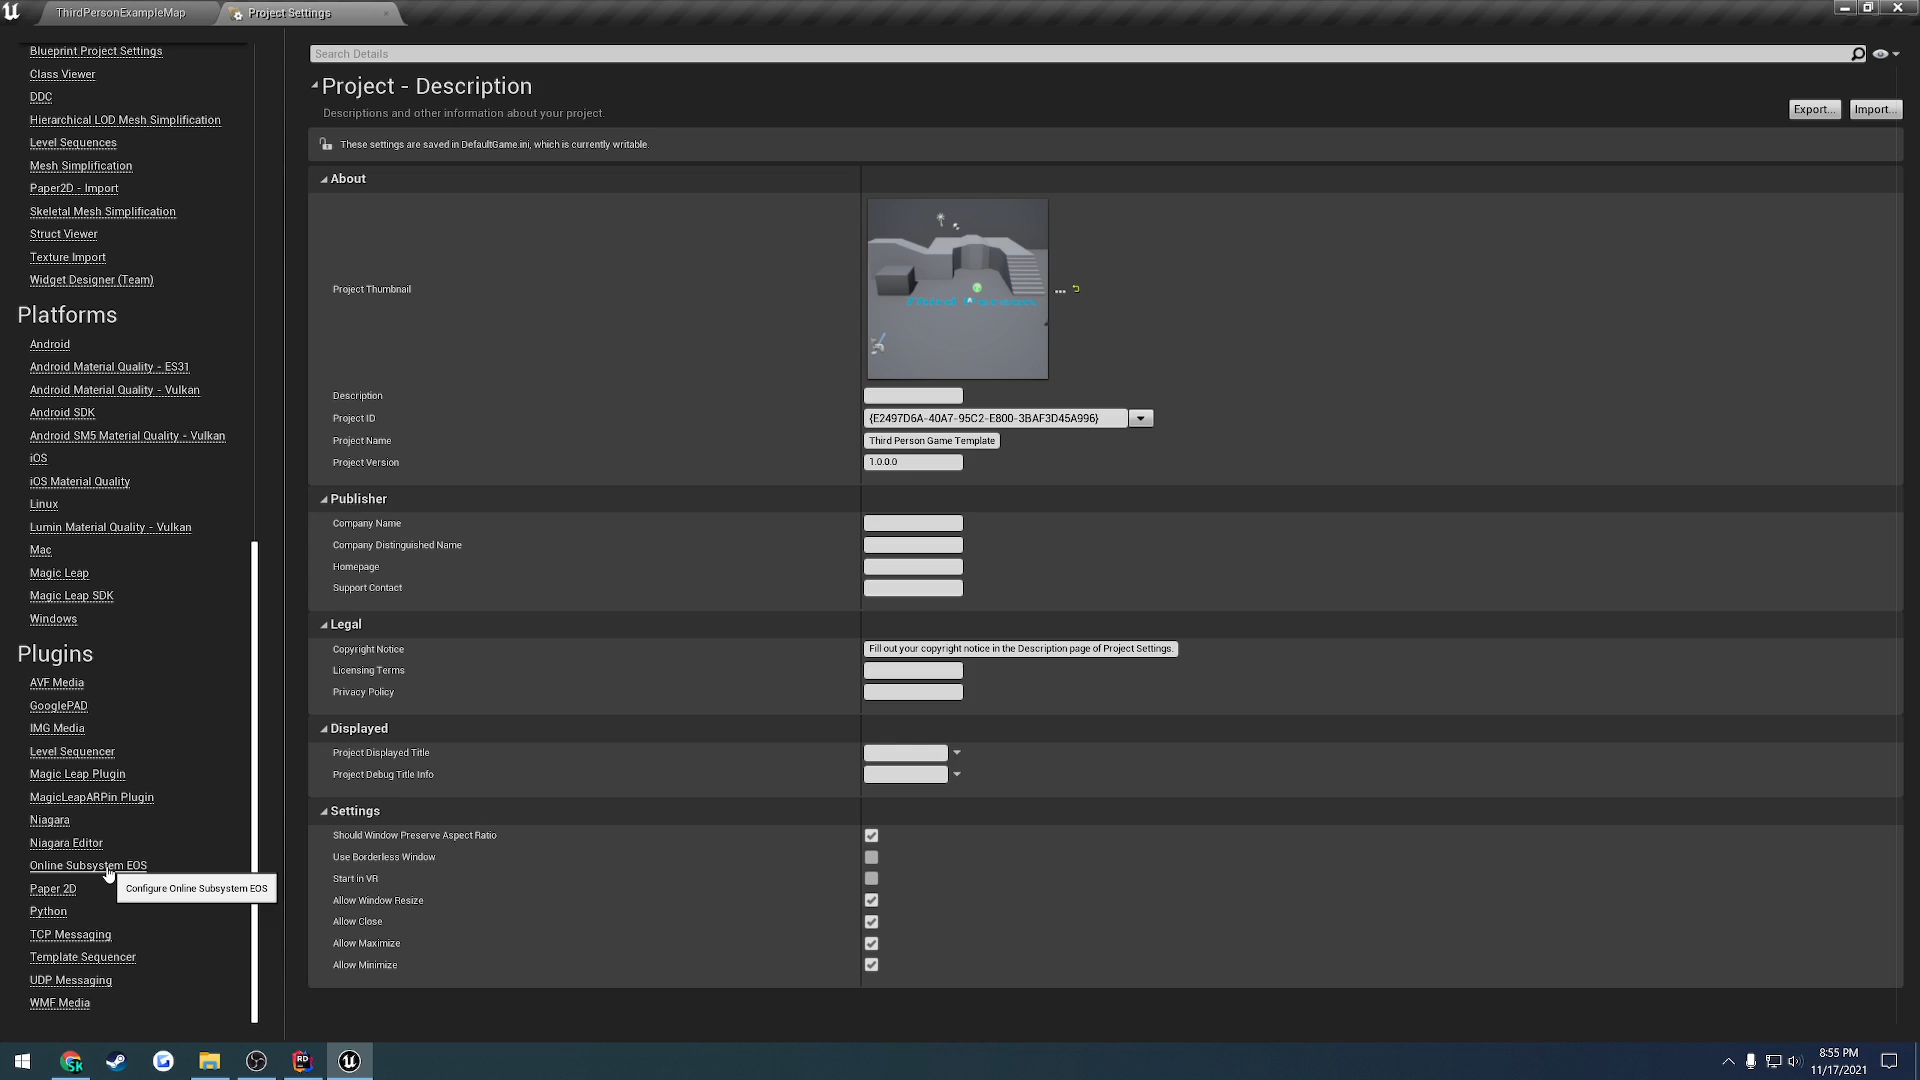 ThirdPersonExampleMap
Project Settings
Blueprint Project Settings
Class Viewer
DDC
Hierarchical LOD Mesh Simplification
Level Sequences
Mesh Simplification
Paper2D - Import
Skeletal Mesh Simplification
Struct Viewer
Texture Import
Widget Designer (Team)
Platforms
Android
Android Material Quality - ES31
Android Material Quality - Vulkan
Android SDK
Android SM5 Material Quality - Vulkan
iOS
iOS Material Quality
Linux
Lumin Material Quality - Vulkan
Mac
Magic Leap
Magic Leap SDK
Windows
Plugins
AVF Media
GooglePAD
IMG Media
Level Sequencer
Magic Leap Plugin
MagicLeapARPin Plugin
Niagara
Niagara Editor
Online Subsystem EOS
Configure Online Subsystem EOS
Paper 2D
Python
TCP Messaging
Template Sequencer
UDP Messaging
WMF Media
Search Details
Project - Description
Descriptions and other information about your project.
Export...
Import...
These settings are saved in DefaultGame.ini, which is currently writable.
About
Project Thumbnail
Description
Project ID
{E2497D6A-40A7-95C2-E800-3BAF3D45A996}
Project Name
Third Person Game Template
Project Version
1.0.0.0
Publisher
Company Name
Company Distinguished Name
Homepage
Support Contact
Legal
Copyright Notice
Fill out your copyright notice in the Description page of Project Settings.
Licensing Terms
Privacy Policy
Displayed
Project Displayed Title
Project Debug Title Info
Settings
Should Window Preserve Aspect Ratio
Use Borderless Window
Start in VR
Allow Window Resize
Allow Close
Allow Maximize
Allow Minimize
Sk
RD
8:55 PM
11/17/2021